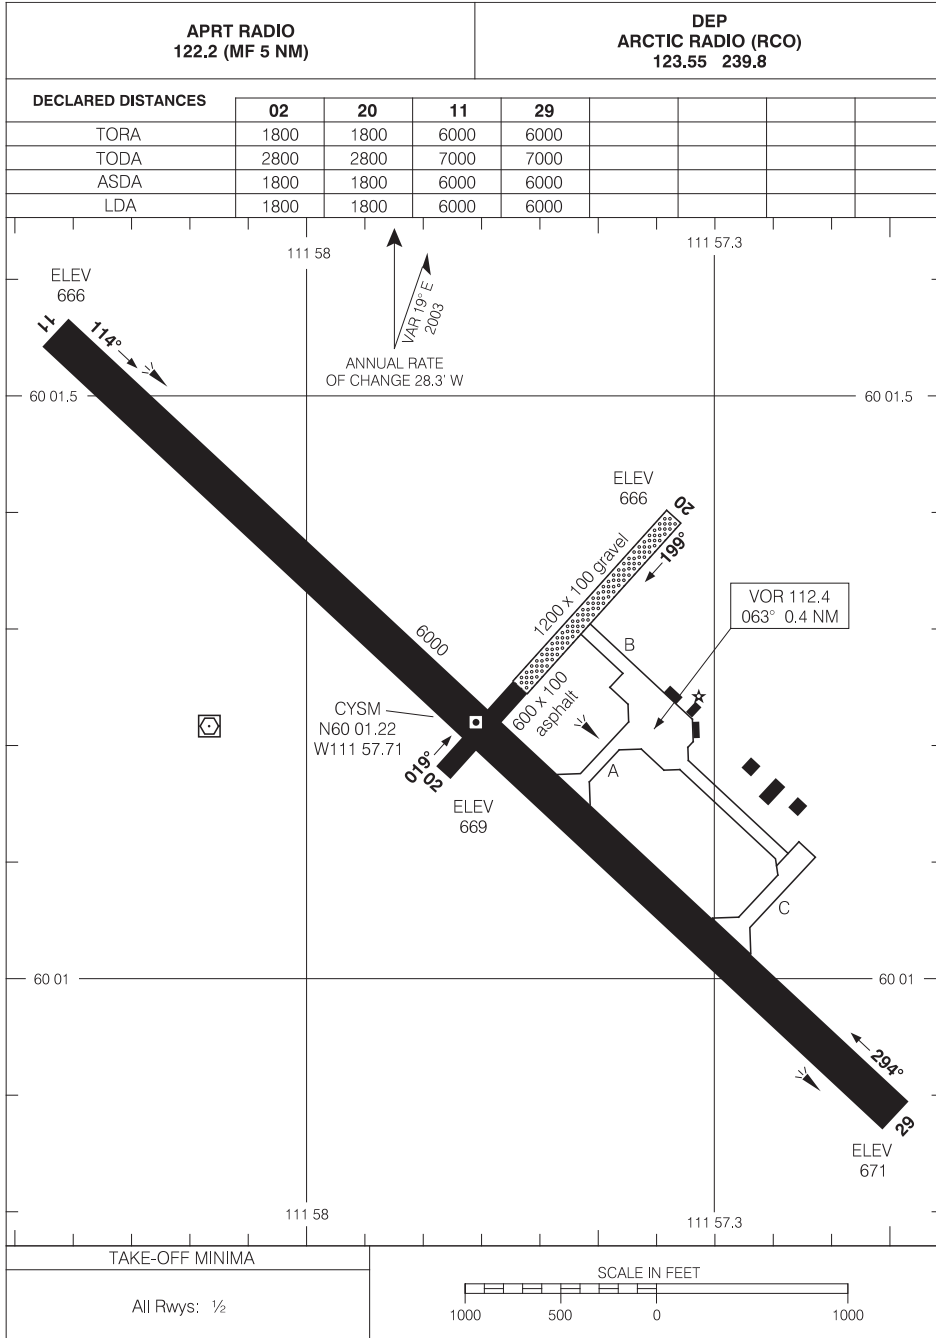 APRT RADIO
122.2 (MF 5 NM)
DEP
ARCTIC RADIO (RCO)
123.55 239.8
DECLARED DISTANCES
02 20 11 29
TORA 1800 1800 6000 6000
TODA 2800 2800 7000 7000
ASDA 1800 1800 6000 6000
LDA 1800 1800 6000 6000
111 58
111 57.3
VAR 19° E
2003
ANNUAL RATE
OF CHANGE 28.3' W
ELEV
666
11
114°
60 01.5
60 01.5
ELEV
666
20
199°
1200 x 100 gravel
6000
VOR 112.4
063° 0.4 NM
B
600 x 100
asphalt
CYSM
N60 01.22
W111 57.71
019°
02
A
ELEV
669
C
60 01
60 01
294°
29
ELEV
671
111 58
111 57.3
TAKE-OFF MINIMA
All Rwys: ½
SCALE IN FEET
1000 500 0 1000